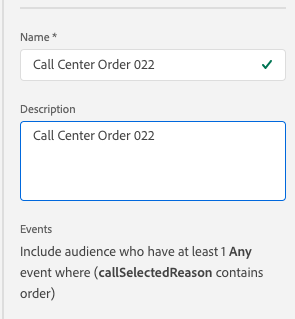 Name *
Call Center Order 022
Description
Call Center Order 022
Events
Include audience who have at least 1 Any
event where (callSelectedReason contains
order)